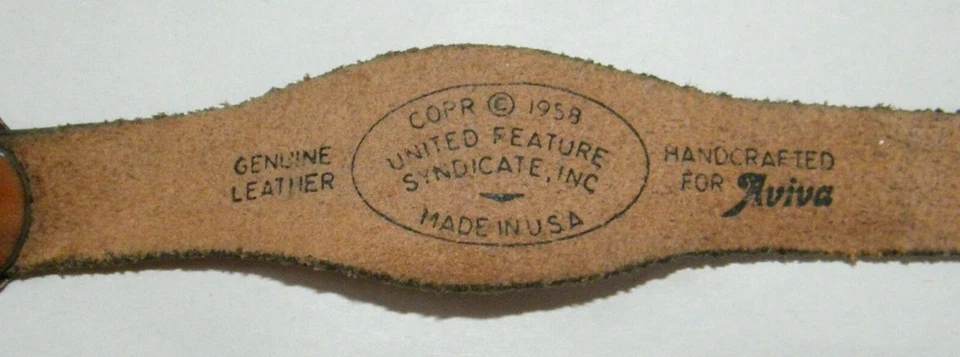 GENUINE
LEATHER
COPR © 1958
UNITED FEATURE
SYNDICATE, INC
MADE IN U.S.A
HANDCRAFTED
FOR Aviva